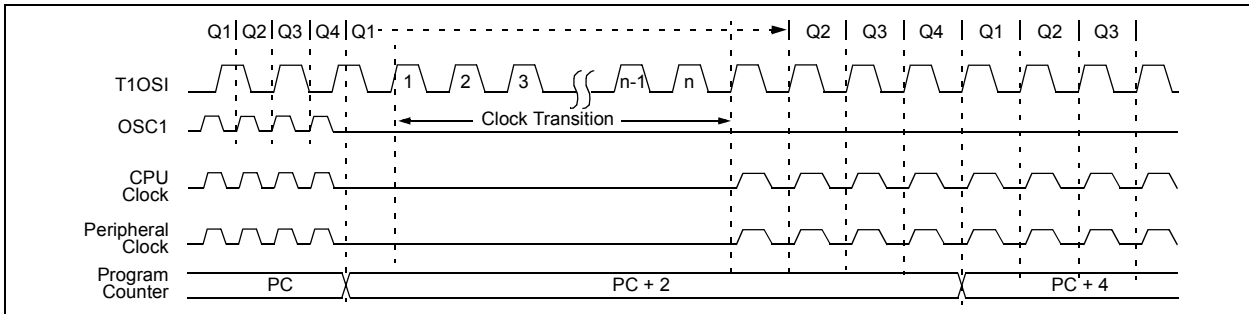 Q1 Q2 Q3 Q4 Q1 Q2 Q3 Q4 Q1 Q2 Q3
T1OSI 1 2 3 n-1 n
OSC1 Clock Transition
CPU
Clock
Peripheral
Clock
Program
Counter PC PC + 2 PC + 4